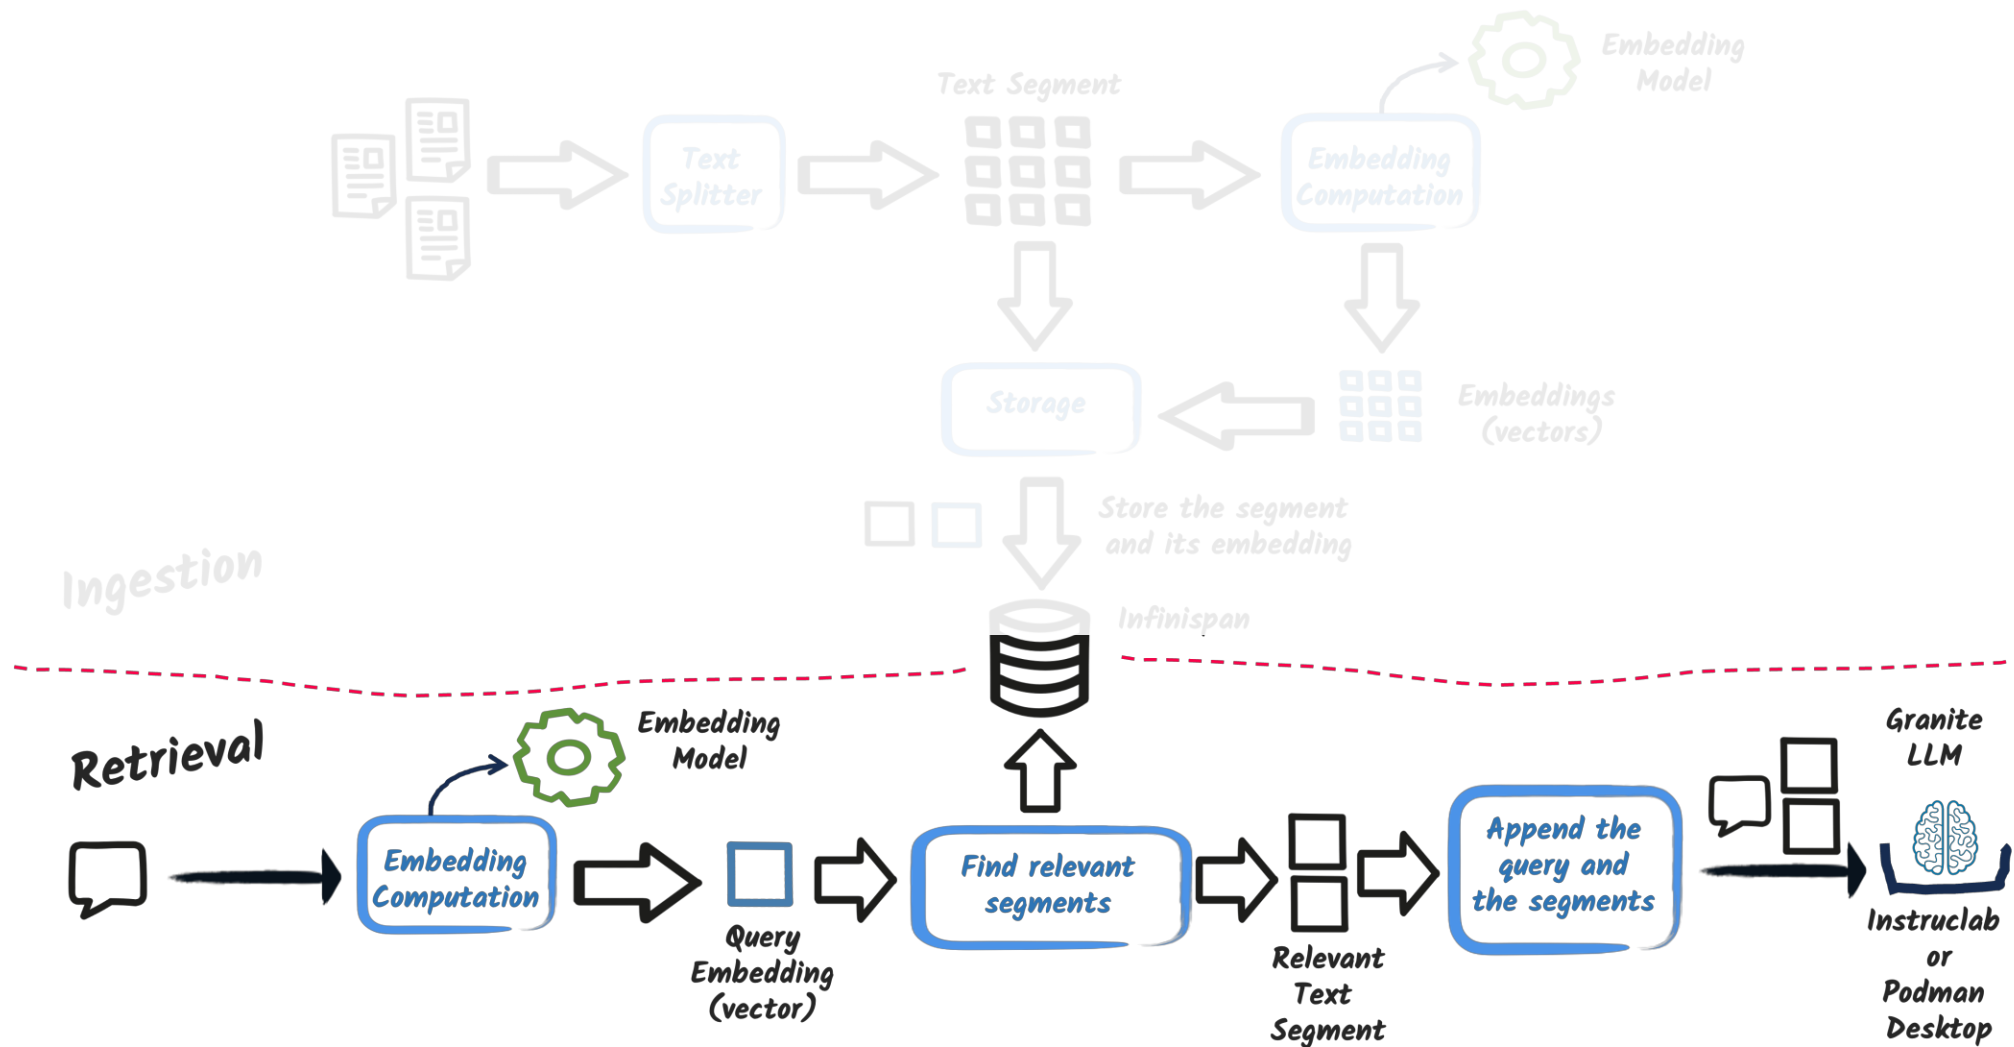 Embedding
Model
Text Segment
Text
Splitter
Embedding
Computation
Storage
Embeddings
(vectors)
Store the segment
and its embedding
Ingestion
Infinispan
Retrieval
Embedding
Model
Embedding
Computation
Query
Embedding
(vector)
Find relevant
segments
Relevant
Text
Segment
Append the
query and
the segments
Granite
LLM
Instruclab
or
Podman
Desktop